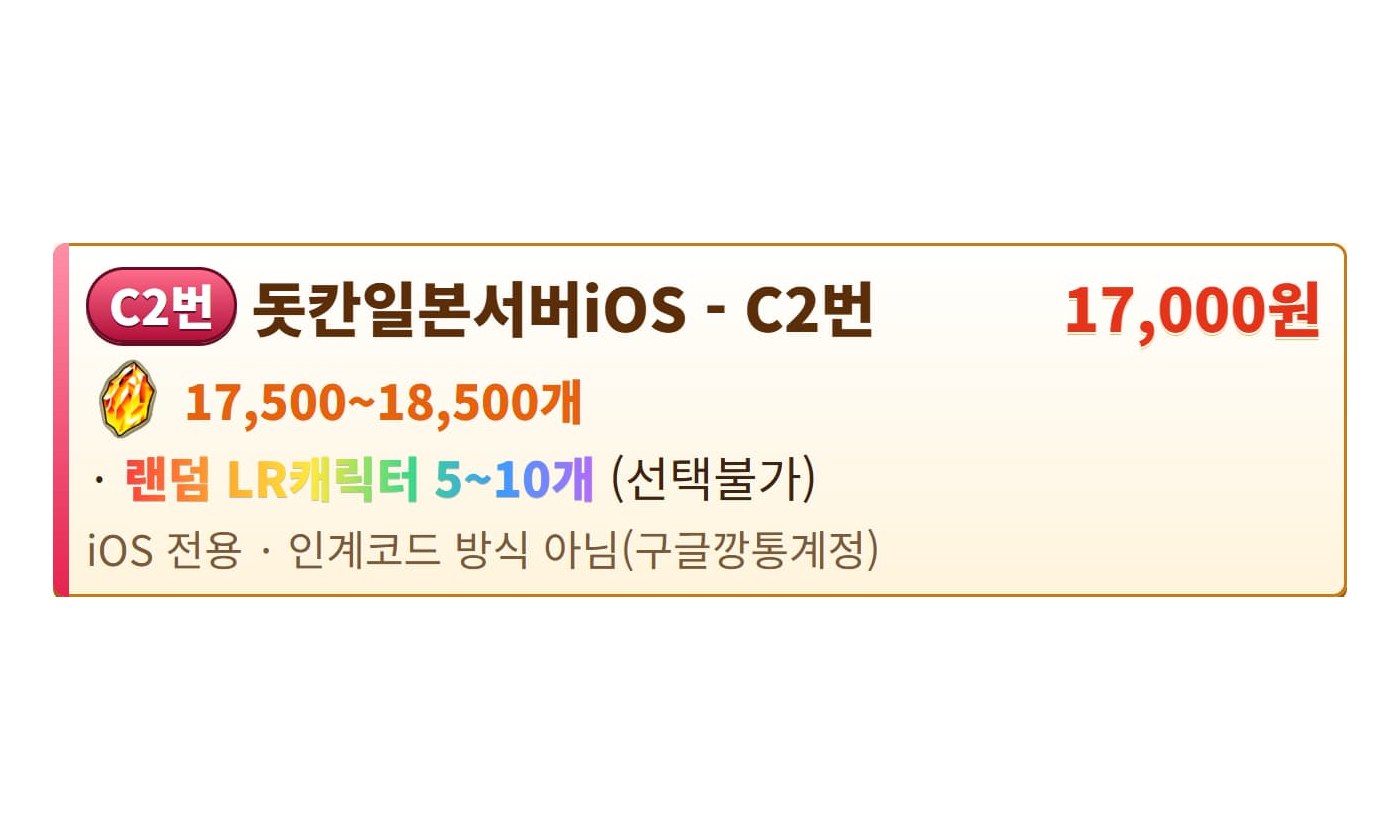 C2번 돗칸일본서버iOS - C2번 17,000원
17,500~18,500개
· 랜덤 LR캐릭터 5~10개 (선택불가)
iOS 전용 · 인계코드 방식 아님(구글깡통계정)